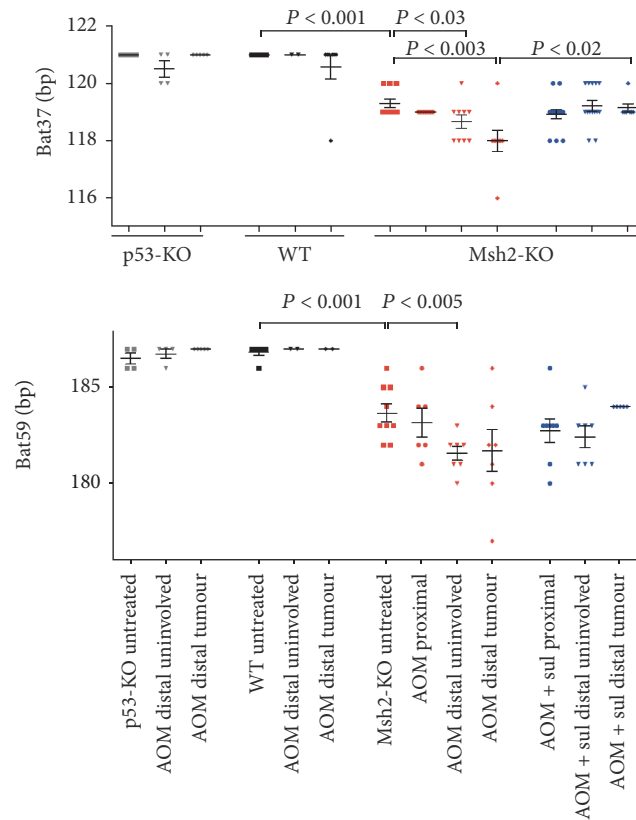 P < 0.001
P < 0.03
P < 0.003
P < 0.02
Bat37 (bp)
122
120
118
116
p53-KO
WT
Msh2-KO
P < 0.001
P < 0.005
Bat59 (bp)
185
180
p53-KO untreated
AOM distal uninvolved
AOM distal tumour
WT untreated
AOM distal uninvolved
AOM distal tumour
Msh2-KO untreated
AOM proximal
AOM distal uninvolved
AOM distal tumour
AOM + sul proximal
AOM + sul distal uninvolved
AOM + sul distal tumour